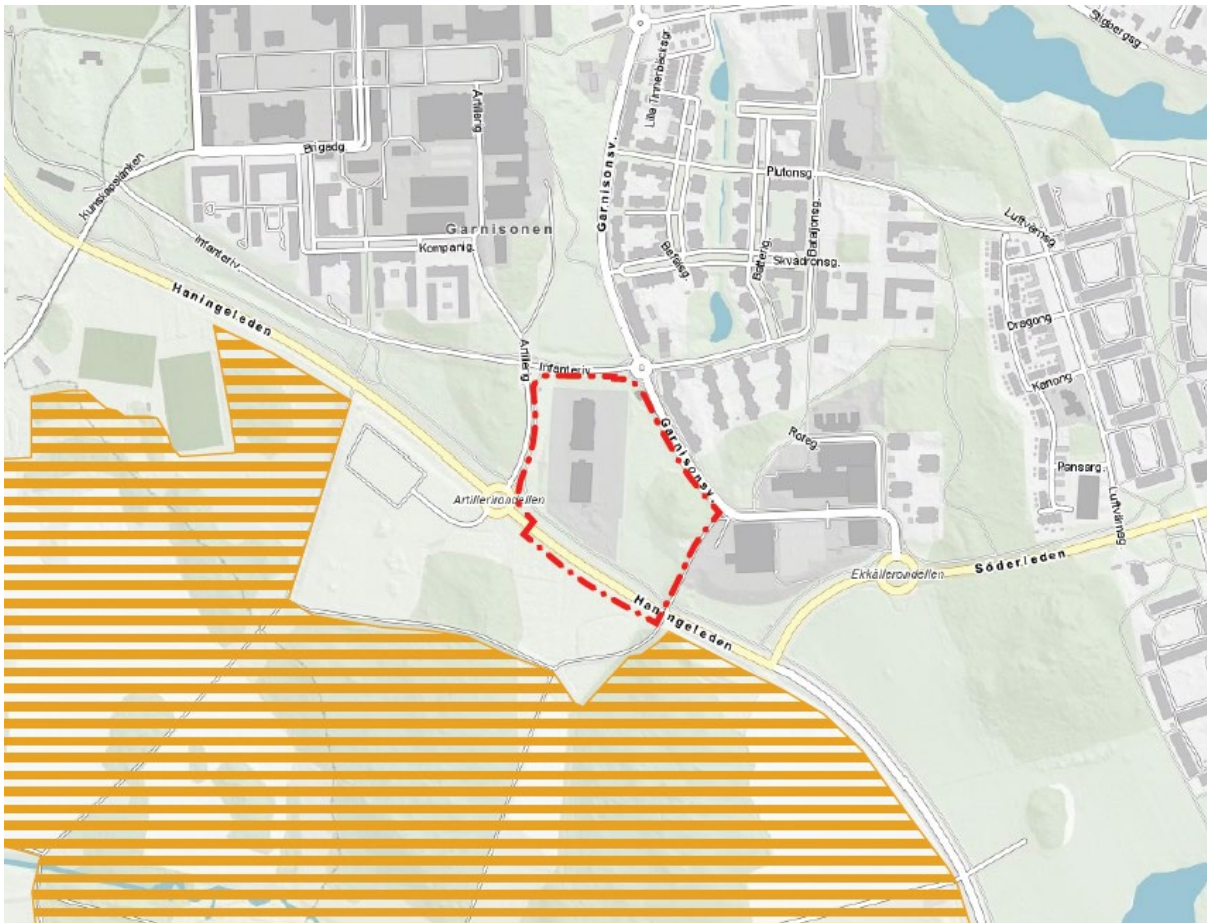 Stigbergsg.
Lilla Tinnerbäcksgr.
Artillerig
Garnisonsv.
Brigadg
Kunskapslänken
Plutonsg.
Garnisonen
Luftvärnsg.
Kompanig.
Infanteriv.
Bataljonsg.
Batterig.
Skvadronsg.
Haningeleden
Dragong
Artillerig
Infanteriv
Kanong.
Garnisonsv.
Roteg.
Pansarg.
Artillerirondellen
Luftvärnsg.
Ekkällerondellen
Söderleden
Haningeleden